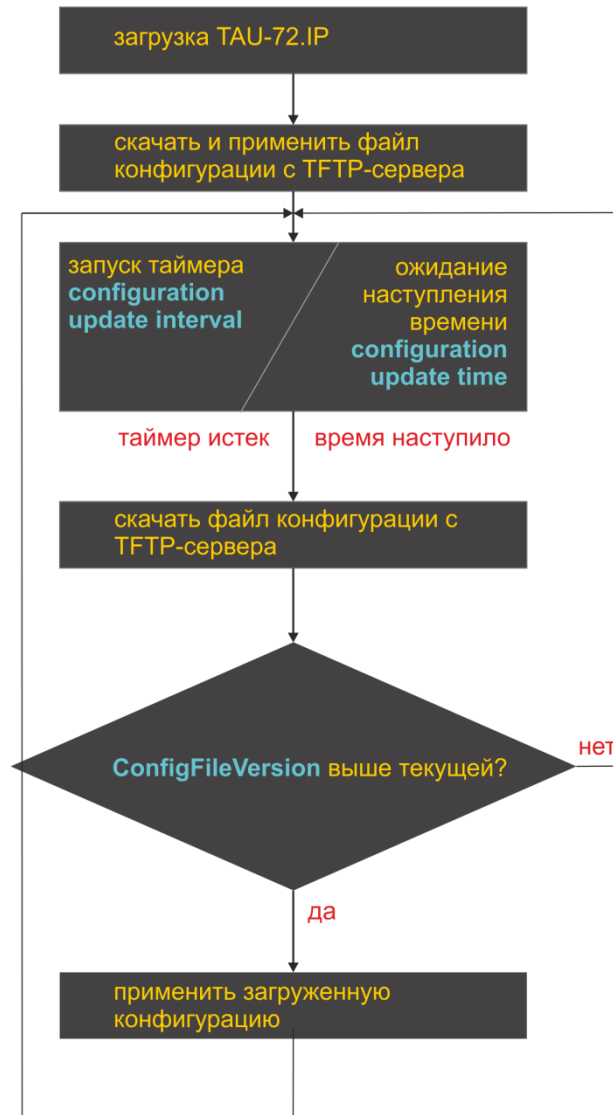 загрузка TAU-72.IP
скачать и применить файл
конфигурации с TFTP-сервера
запуск таймера
configuration
update interval
ожидание
наступления
времени
configuration
update time
таймер истек
время наступило
скачать файл конфигурации с
TFTP-сервера
ConfigFileVersion выше текущей?
нет
да
применить загруженную
конфигурацию